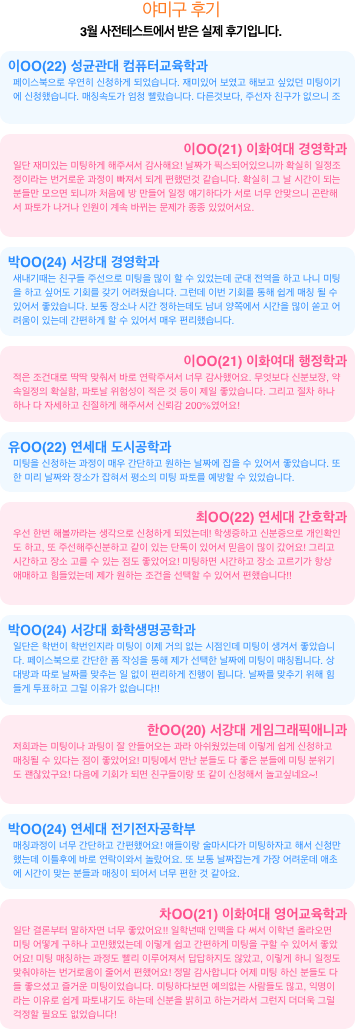 야미구 후기
3월 사전테스트에서 받은 실제 후기입니다.
이OO(22) 성균관대 컴퓨터교육학과
페이스북으로 우연히 신청하게 되었습니다. 재미있어 보였고 해보고 싶었던 미팅이기
에 신청했습니다. 매칭속도가 엄청 빨랐습니다. 다른것보다, 주선자 친구가 없으니 조
이OO(21) 이화여대 경영학과
일단 재미있는 미팅하게 해주셔서 감사해요! 날짜가 픽스되어있으니까 확실히 일정조
정이라는 번거로운 과정이 빠져서 되게 편했던것 같습니다. 확실히 그 날 시간이 되는
분들만 모으면 되니까 처음에 방 만들어 일정 얘기하다가 서로 너무 안맞으니 곤란해
서 파토가 나거나 인원이 계속 바뀌는 문제가 종종 있었어서요.
박OO(24) 서강대 경영학과
새내기때는 친구들 주선으로 미팅을 많이 할 수 있었는데 군대 전역을 하고 나니 미팅
을 하고 싶어도 기회를 갖기 어려웠습니다. 그런데 이번 기회를 통해 쉽게 매칭 될 수
있어서 좋았습니다. 보통 장소나 시간 정하는데도 남녀 양쪽에서 시간을 많이 쏟고 어
려움이 있는데 간편하게 할 수 있어서 매우 편리했습니다.
이OO(21) 이화여대 행정학과
적은 조건대로 딱딱 맞춰서 바로 연락주셔서 너무 감사했어요. 무엇보다 신분보장, 약
속일정의 확실함, 파토날 위험성이 적은 것 등이 제일 좋았습니다. 그리고 절차 하나
하나 다 자세하고 친절하게 해주셔서 신뢰감 200%였어요!
유OO(22) 연세대 도시공학과
미팅을 신청하는 과정이 매우 간단하고 원하는 날짜에 잡을 수 있어서 좋았습니다. 또
한 미리 날짜와 장소가 잡혀서 평소의 미팅 파토를 예방할 수 있었습니다.
최OO(22) 연세대 간호학과
우선 한번 해볼까라는 생각으로 신청하게 되었는데! 학생증하고 신분증으로 개인확인
도 하고, 또 주선해주신분하고 같이 있는 단톡이 있어서 믿음이 많이 갔어요! 그리고
시간하고 장소 고를 수 있는 점도 좋았어요! 미팅하면 시간하고 장소 고르기가 항상
애매하고 힘들었는데 제가 원하는 조건을 선택할 수 있어서 편했습니다!!
박OO(24) 서강대 화학생명공학과
일단은 학번이 학번인지라 미팅이 이제 거의 없는 시점인데 미팅이 생겨서 좋았습니
다. 페이스북으로 간단한 폼 작성을 통해 제가 선택한 날짜에 미팅이 매칭됩니다. 상
대방과 따로 날짜를 맞추는 일 없이 편리하게 진행이 됩니다. 날짜를 맞추기 위해 힘
들게 투표하고 그럴 이유가 없습니다!!
한OO(20) 서강대 게임그래픽애니과
저희과는 미팅이나 과팅이 잘 안들어오는 과라 아쉬웠었는데 이렇게 쉽게 신청하고
매칭될 수 있다는 점이 좋았어요! 미팅에서 만난 분들도 다 좋은 분들에 미팅 분위기
도 괜찮았구요! 다음에 기회가 되면 친구들이랑 또 같이 신청해서 놀고싶네요~!
박OO(24) 연세대 전기전자공학부
매칭과정이 너무 간단하고 간편했어요! 애들이랑 술마시다가 미팅하자고 해서 신청만
했는데 이틀후에 바로 연락이와서 놀랐어요. 또 보통 날짜잡는게 가장 어려운데 애초
에 시간이 맞는 분들과 매칭이 되어서 너무 편한 것 같아요.
차OO(21) 이화여대 영어교육학과
일단 결론부터 말하자면 너무 좋았어요!! 일학년때 인맥을 다 써서 이학년 올라오면
미팅 어떻게 구하나 고민했었는데 이렇게 쉽고 간편하게 미팅을 구할 수 있어서 좋았
어요! 미팅 매칭하는 과정도 빨리 이루어져서 답답하지도 않았고, 이렇게 하니 일정도
맞춰야하는 번거로움이 줄어서 편했어요! 정말 감사합니다 어제 미팅 하신 분들도 다
들 좋으셨고 즐거운 미팅이었습니다. 미팅하다보면 예의없는 사람들도 많고, 익명이
라는 이유로 쉽게 파토내기도 하는데 신분을 밝히고 하는거라서 그런지 더더욱 그럴
걱정할 필요도 없었습니다!